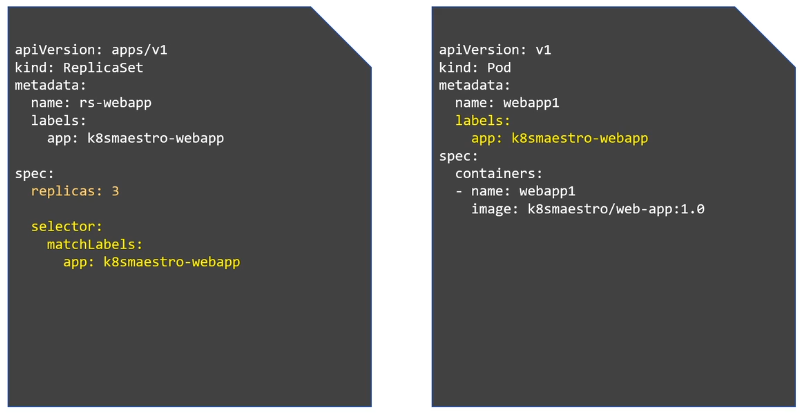 apiVersion: apps/v1
kind: ReplicaSet
metadata:
  name: rs-webapp
  labels:
    app: k8smaestro-webapp
spec:
  replicas: 3
  selector:
    matchLabels:
      app: k8smaestro-webapp
apiVersion: v1
kind: Pod
metadata:
  name: webapp1
  labels:
    app: k8smaestro-webapp
spec:
  containers:
  - name: webapp1
    image: k8smaestro/web-app:1.0